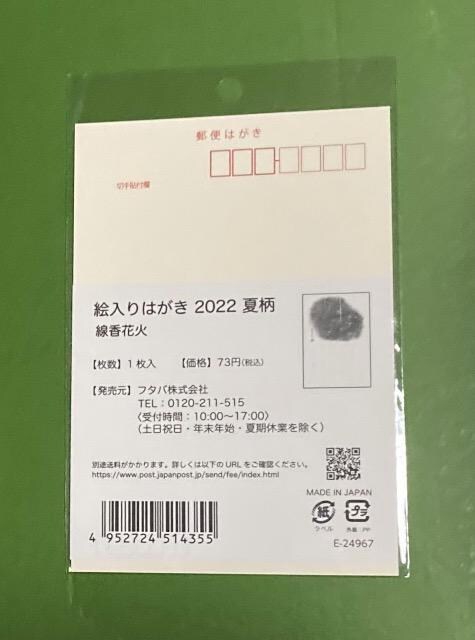 郵便はがき
切手貼付欄
絵入りはがき 2022 夏柄
線香花火
【枚数】1枚入 【価格】73円(税込)
【発売元】フタバ株式会社
TEL：0120-211-515
〈受付時間：10:00〜17:00〉
(土日祝日・年末年始・夏期休業を除く)
別途送料がかかります。詳しくは以下の URL をご確認ください。
https://www.post.japanpost.jp/send/fee/index.html
MADE IN JAPAN
紙
ラベル
プラ
外装：PP
E-24967
4 952724 514355